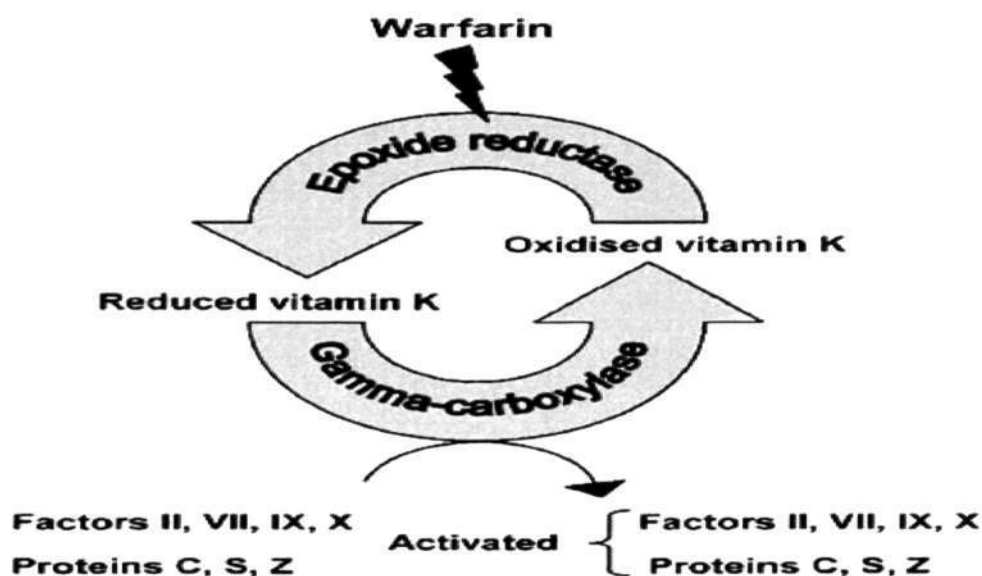 Warfarin
Epoxide reductase
Oxidised vitamin K
Reduced vitamin K
Gamma-carboxylase
Factors II, VII, IX, X
Proteins C, S, Z
Activated
Factors II, VII, IX, X
Proteins C, S, Z